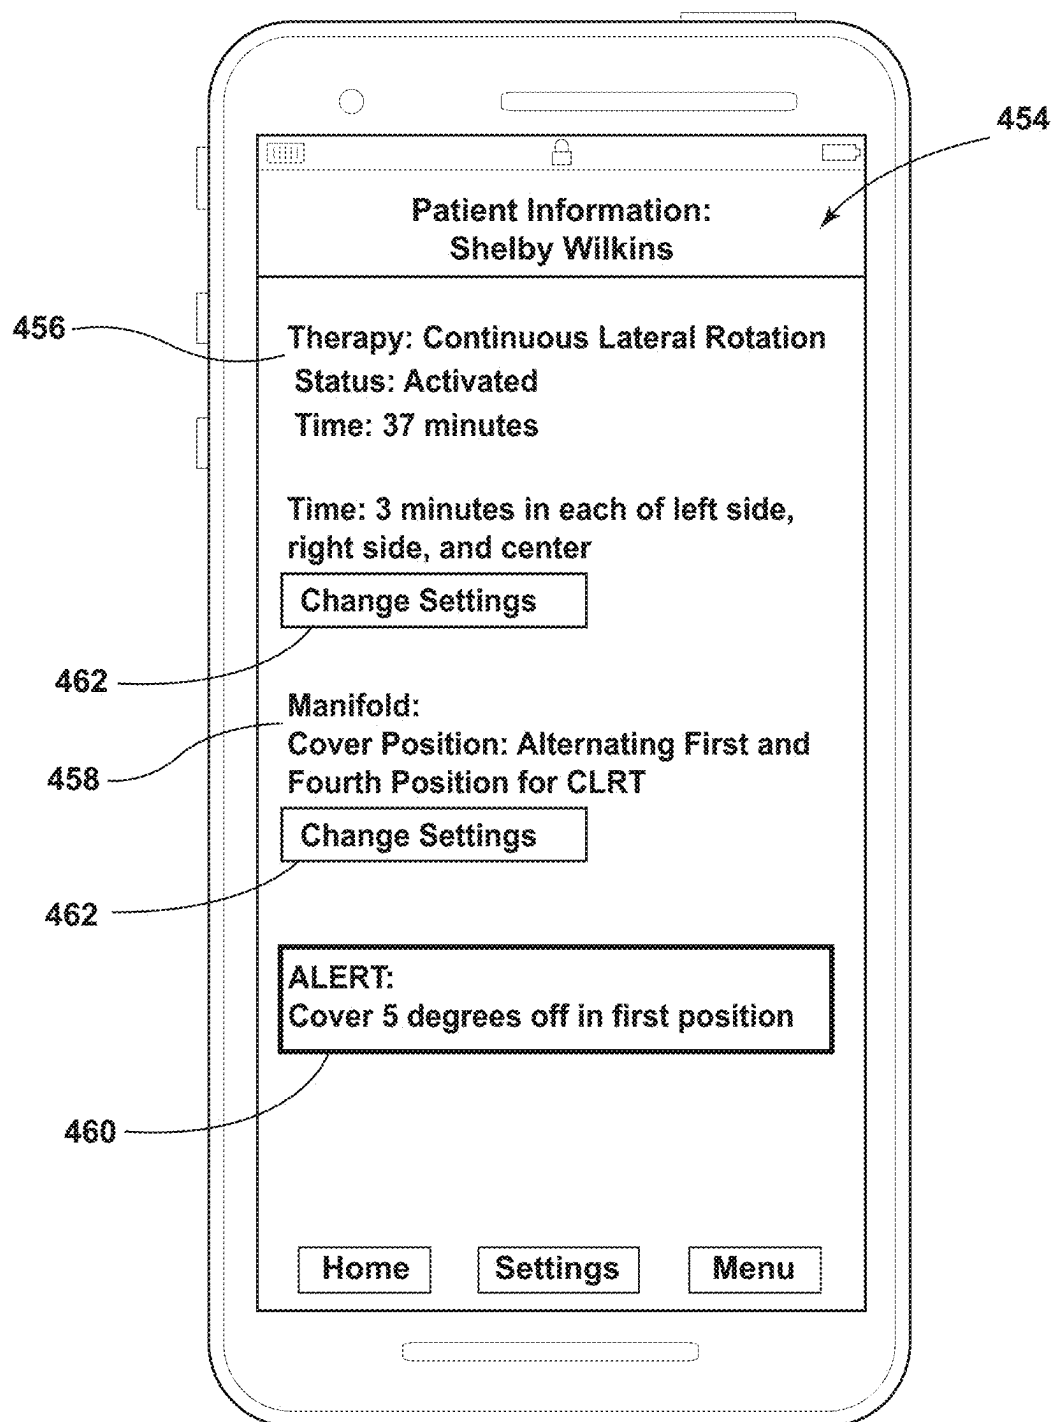 454
Patient Information:
Shelby Wilkins
456
Therapy: Continuous Lateral Rotation
Status: Activated
Time: 37 minutes
Time: 3 minutes in each of left side,
right side, and center
Change Settings
462
Manifold:
Cover Position: Alternating First and
458
Fourth Position for CLRT
Change Settings
462
ALERT:
Cover 5 degrees off in first position
460
Home Settings Menu